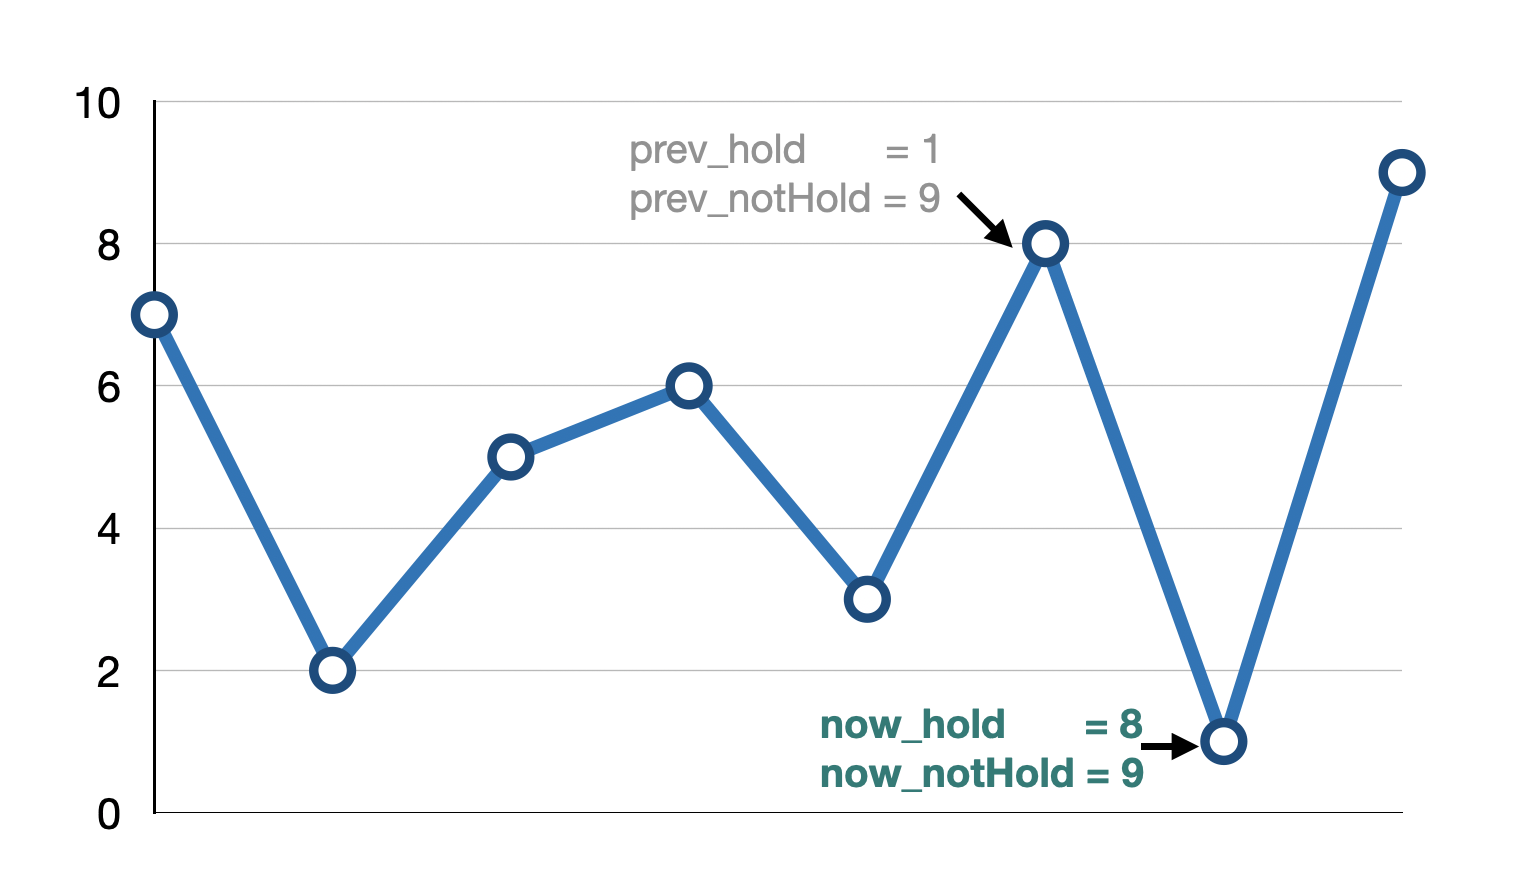 10
prev_hold = 1
prev_notHold = 9
8
6
4
2
now_hold = 8
now_notHold = 9
0